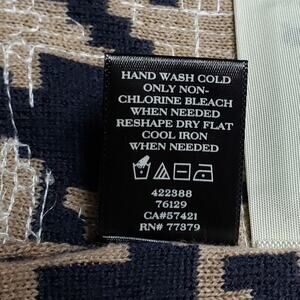 HAND WASH COLD
ONLY NON-
CHLORINE BLEACH
WHEN NEEDED
RESHAPE DRY FLAT
COOL IRON
WHEN NEEDED
422388
76129
CA#57421
RN# 77379